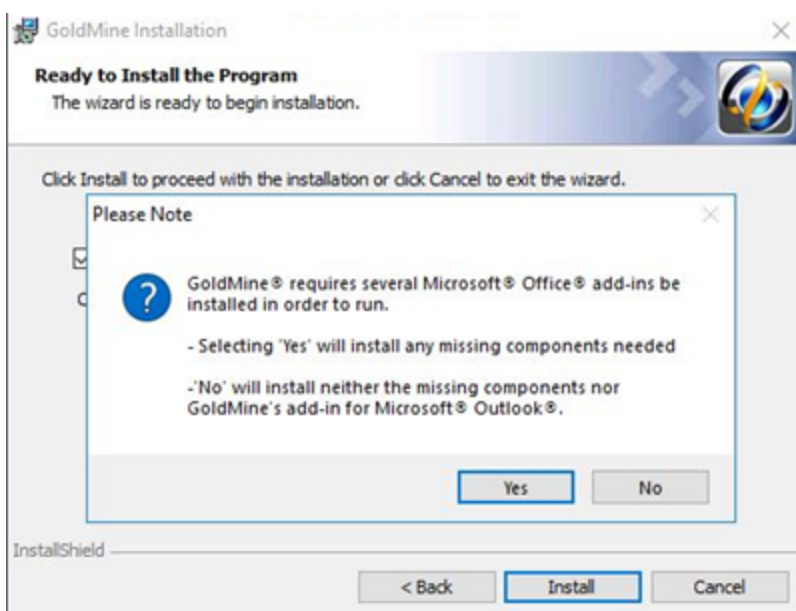 GoldMine Installation
Ready to Install the Program
The wizard is ready to begin installation.
Click Install to proceed with the installation or click Cancel to exit the wizard.
Please Note
GoldMine® requires several Microsoft® Office® add-ins be
installed in order to run.
- Selecting 'Yes' will install any missing components needed
-'No' will install neither the missing components nor
GoldMine's add-in for Microsoft® Outlook®.
Yes No
InstallShield
< Back Install Cancel